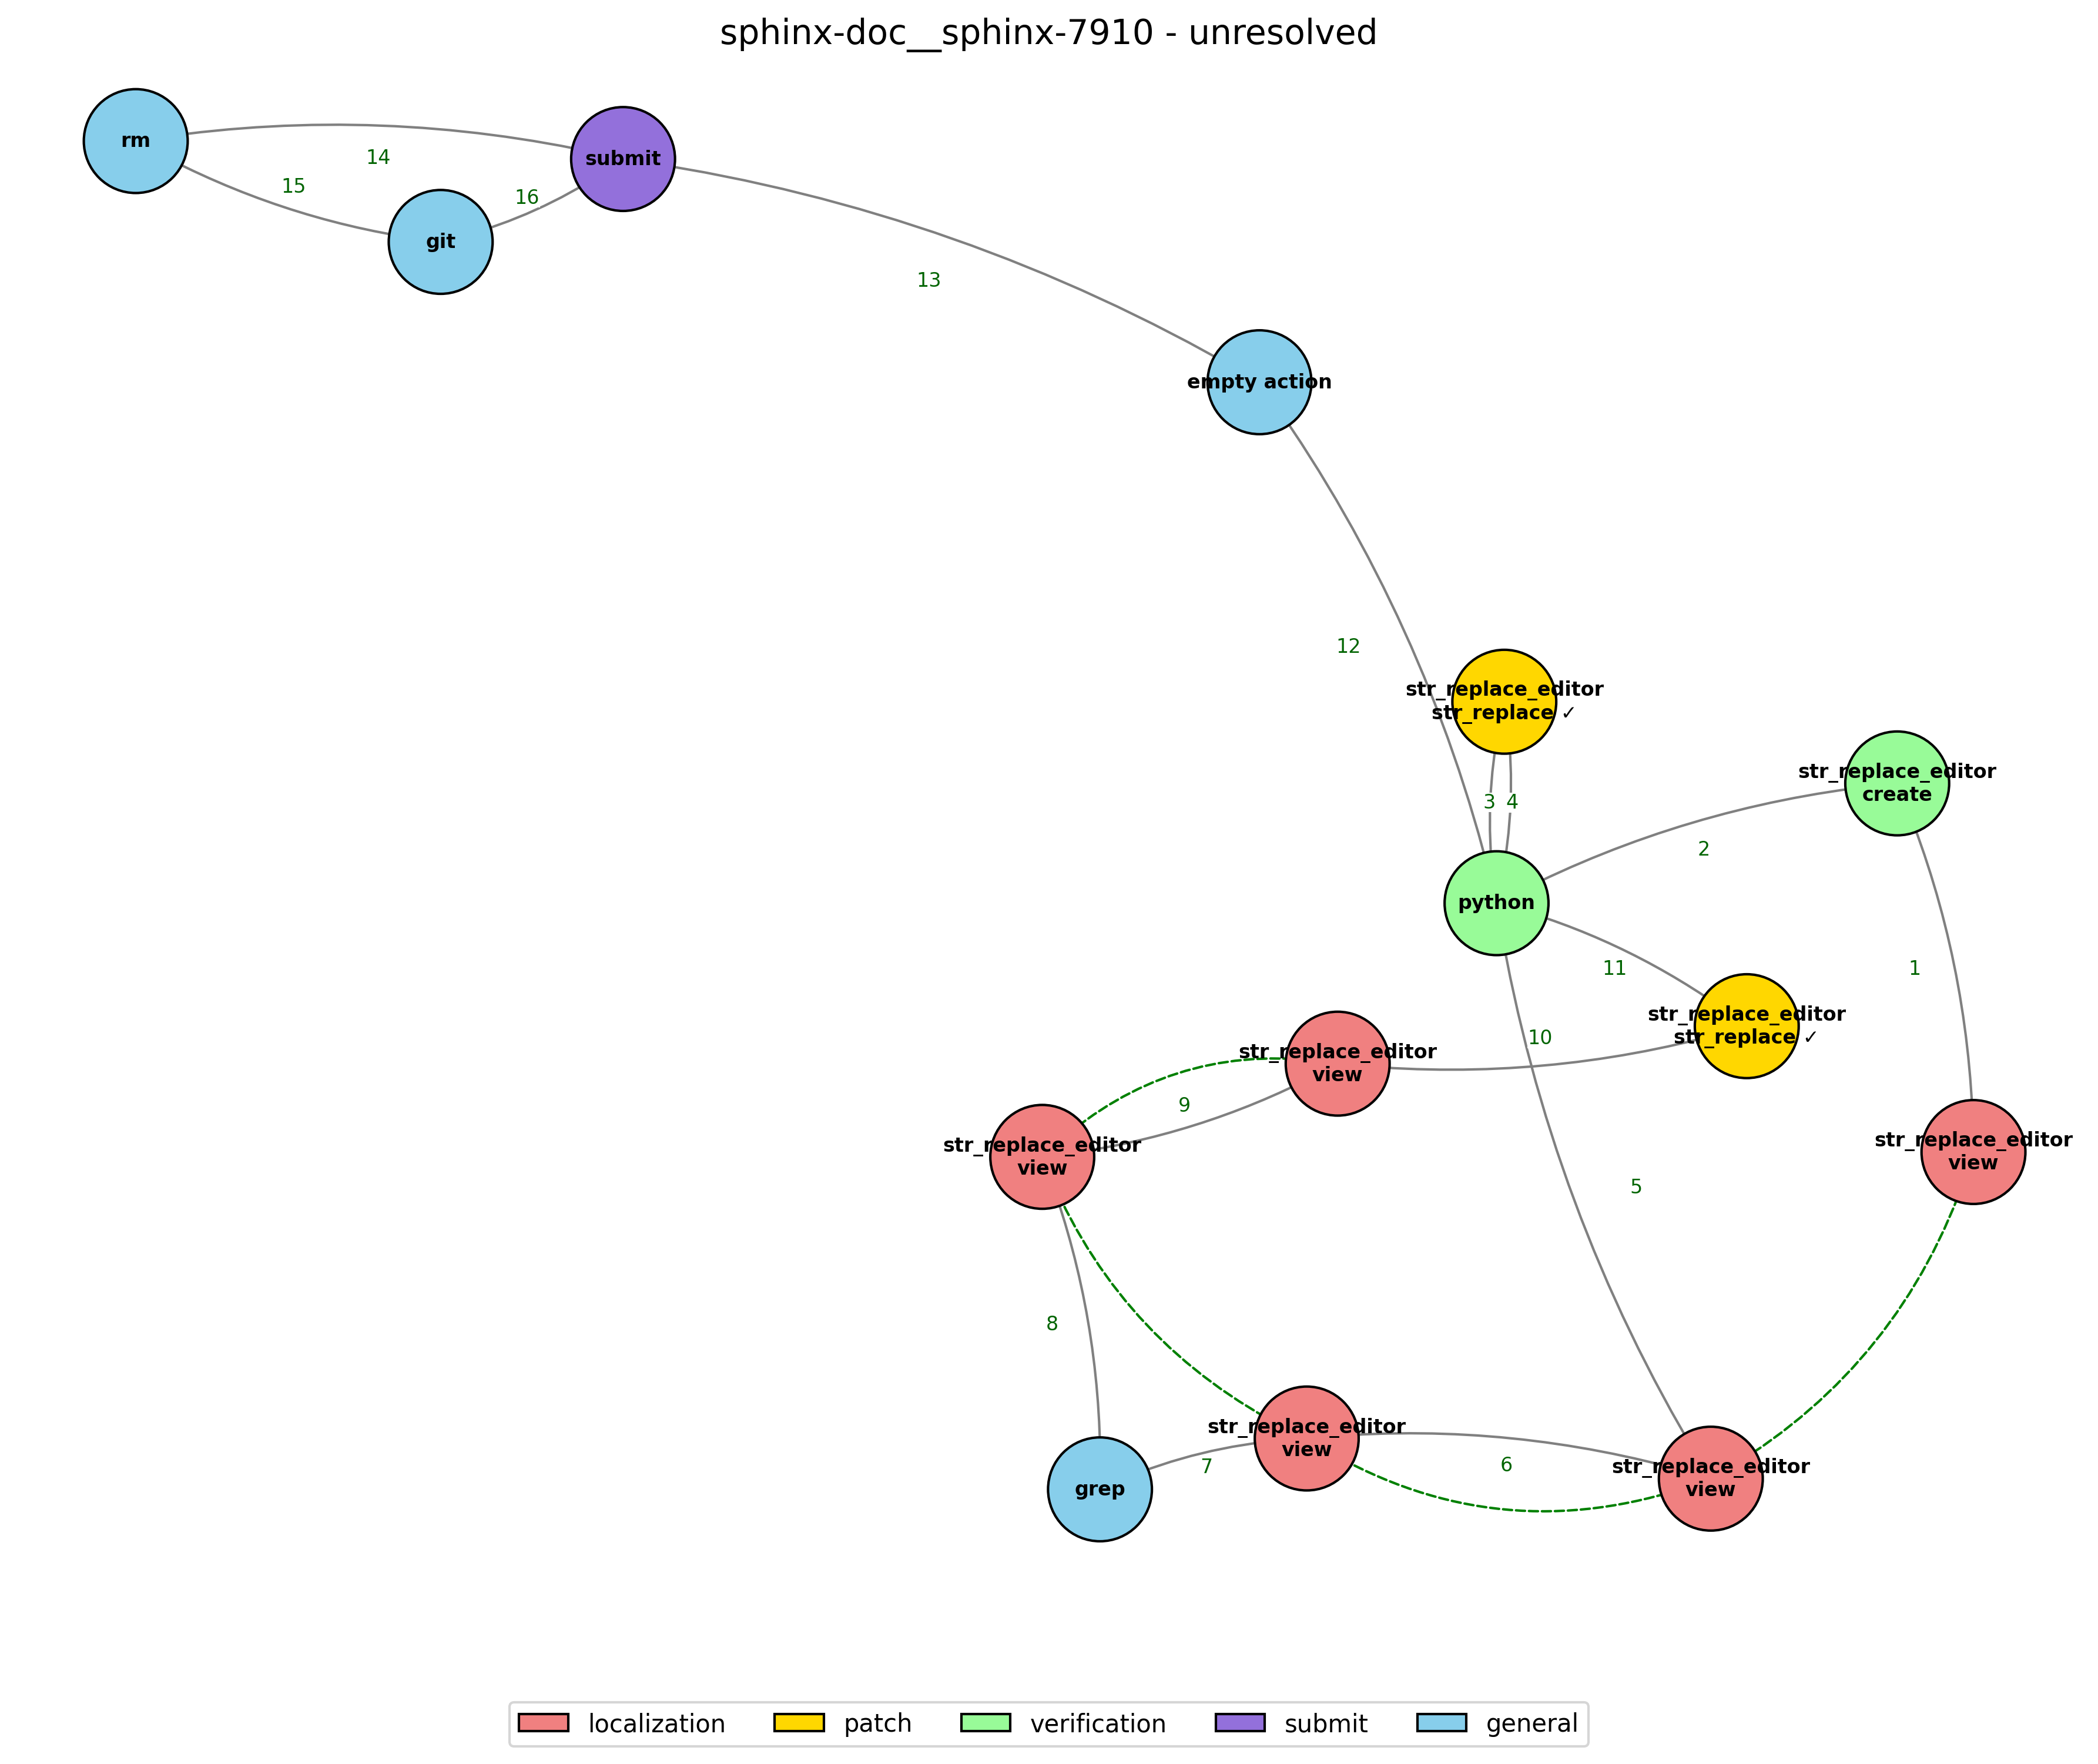 sphinx-doc__sphinx-7910 - unresolved
rm
submit
14
15
16
git
13
empty action
12
str_replace_editor
str_replace ✓
str_replace_editor
create
3
4
2
python
11
1
str_replace_editor
str_replace ✓
10
str_replace_editor
view
9
str_replace_editor
view
str_replace_editor
view
5
8
str_replace_editor
view
7
6
str_replace_editor
view
grep
localization
patch
verification
submit
general